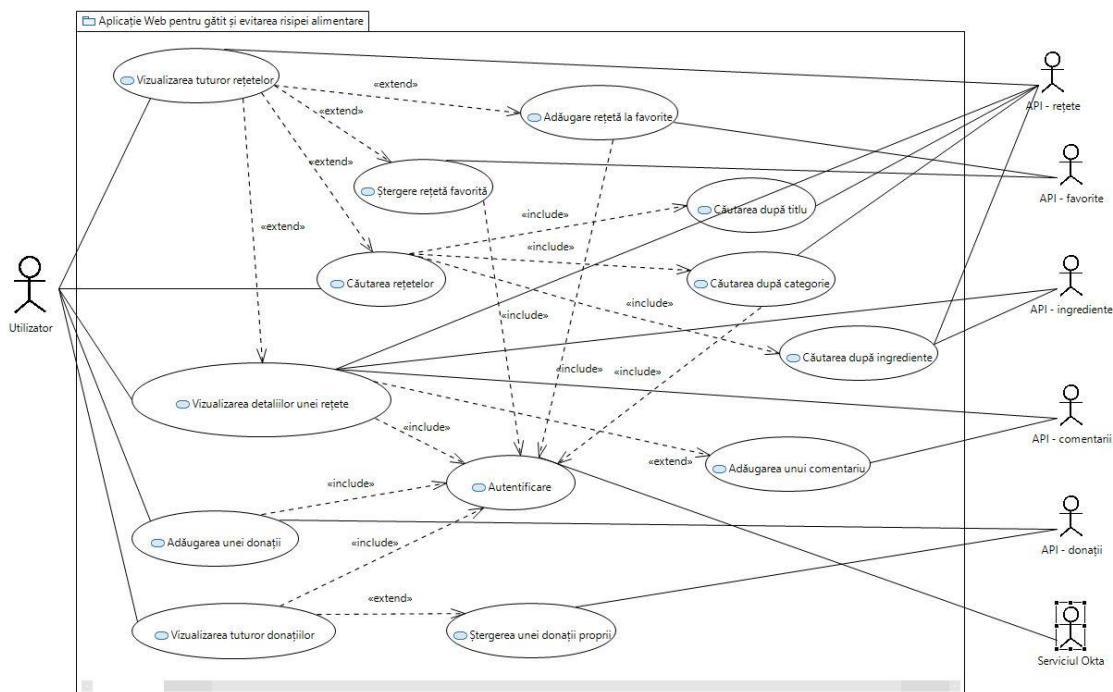 Aplicație Web pentru gătit și evitarea risipei alimentare
Vizualizarea tuturor rețetelor
«extend»
Adăugare rețetă la favorite
API - rețete
«extend»
Ștergere rețetă favorită
API - favorite
«extend»
«include»
Căutarea după titlu
«include»
Căutarea rețetelor
Căutarea după categorie
Utilizator
API - ingrediente
«include»
«include»
Căutarea după ingrediente
«include»
«include»
Vizualizarea detaliilor unei rețete
«include»
API - comentarii
«extend»
Adăugarea unui comentariu
Autentificare
«include»
Adăugarea unei donații
«include»
API - donații
«extend»
Vizualizarea tuturor donațiilor
Ștergerea unei donații proprii
Serviciul Okta